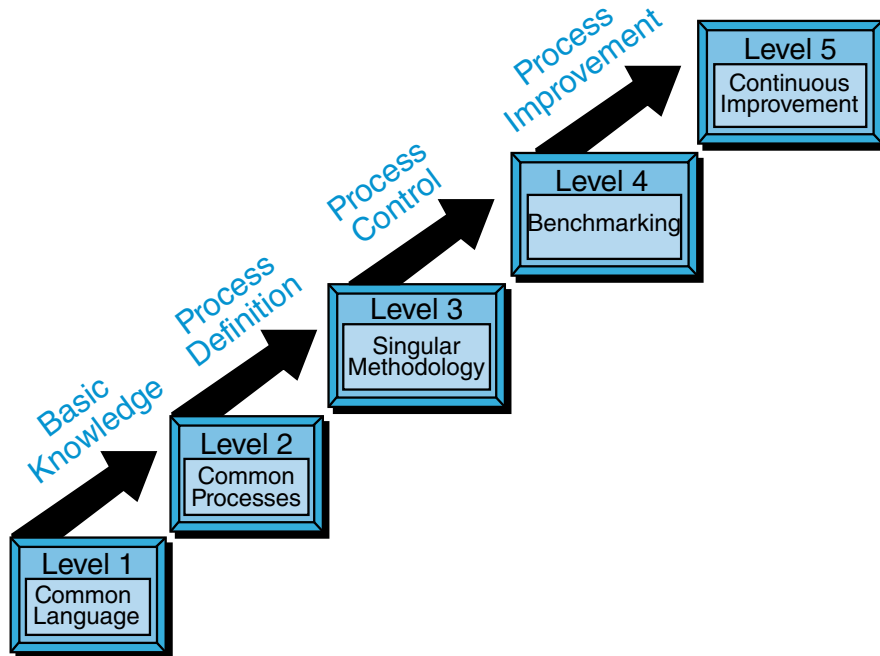 Process
Improvement
Level 5
Continuous
Improvement
Process
Control
Level 4
Benchmarking
Process
Definition
Level 3
Singular
Methodology
Basic
Knowledge
Level 2
Common
Processes
Level 1
Common
Language